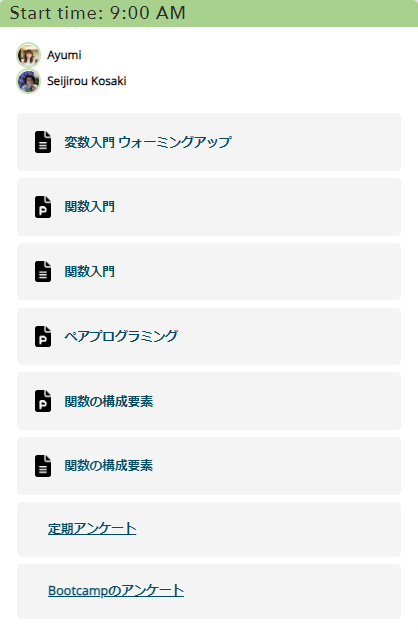 Start time: 9:00 AM
Ayumi
Seijirou Kosaki
変数入門 ウォーミングアップ
関数入門
関数入門
ペアプログラミング
関数の構成要素
関数の構成要素
定期アンケート
Bootcampのアンケート